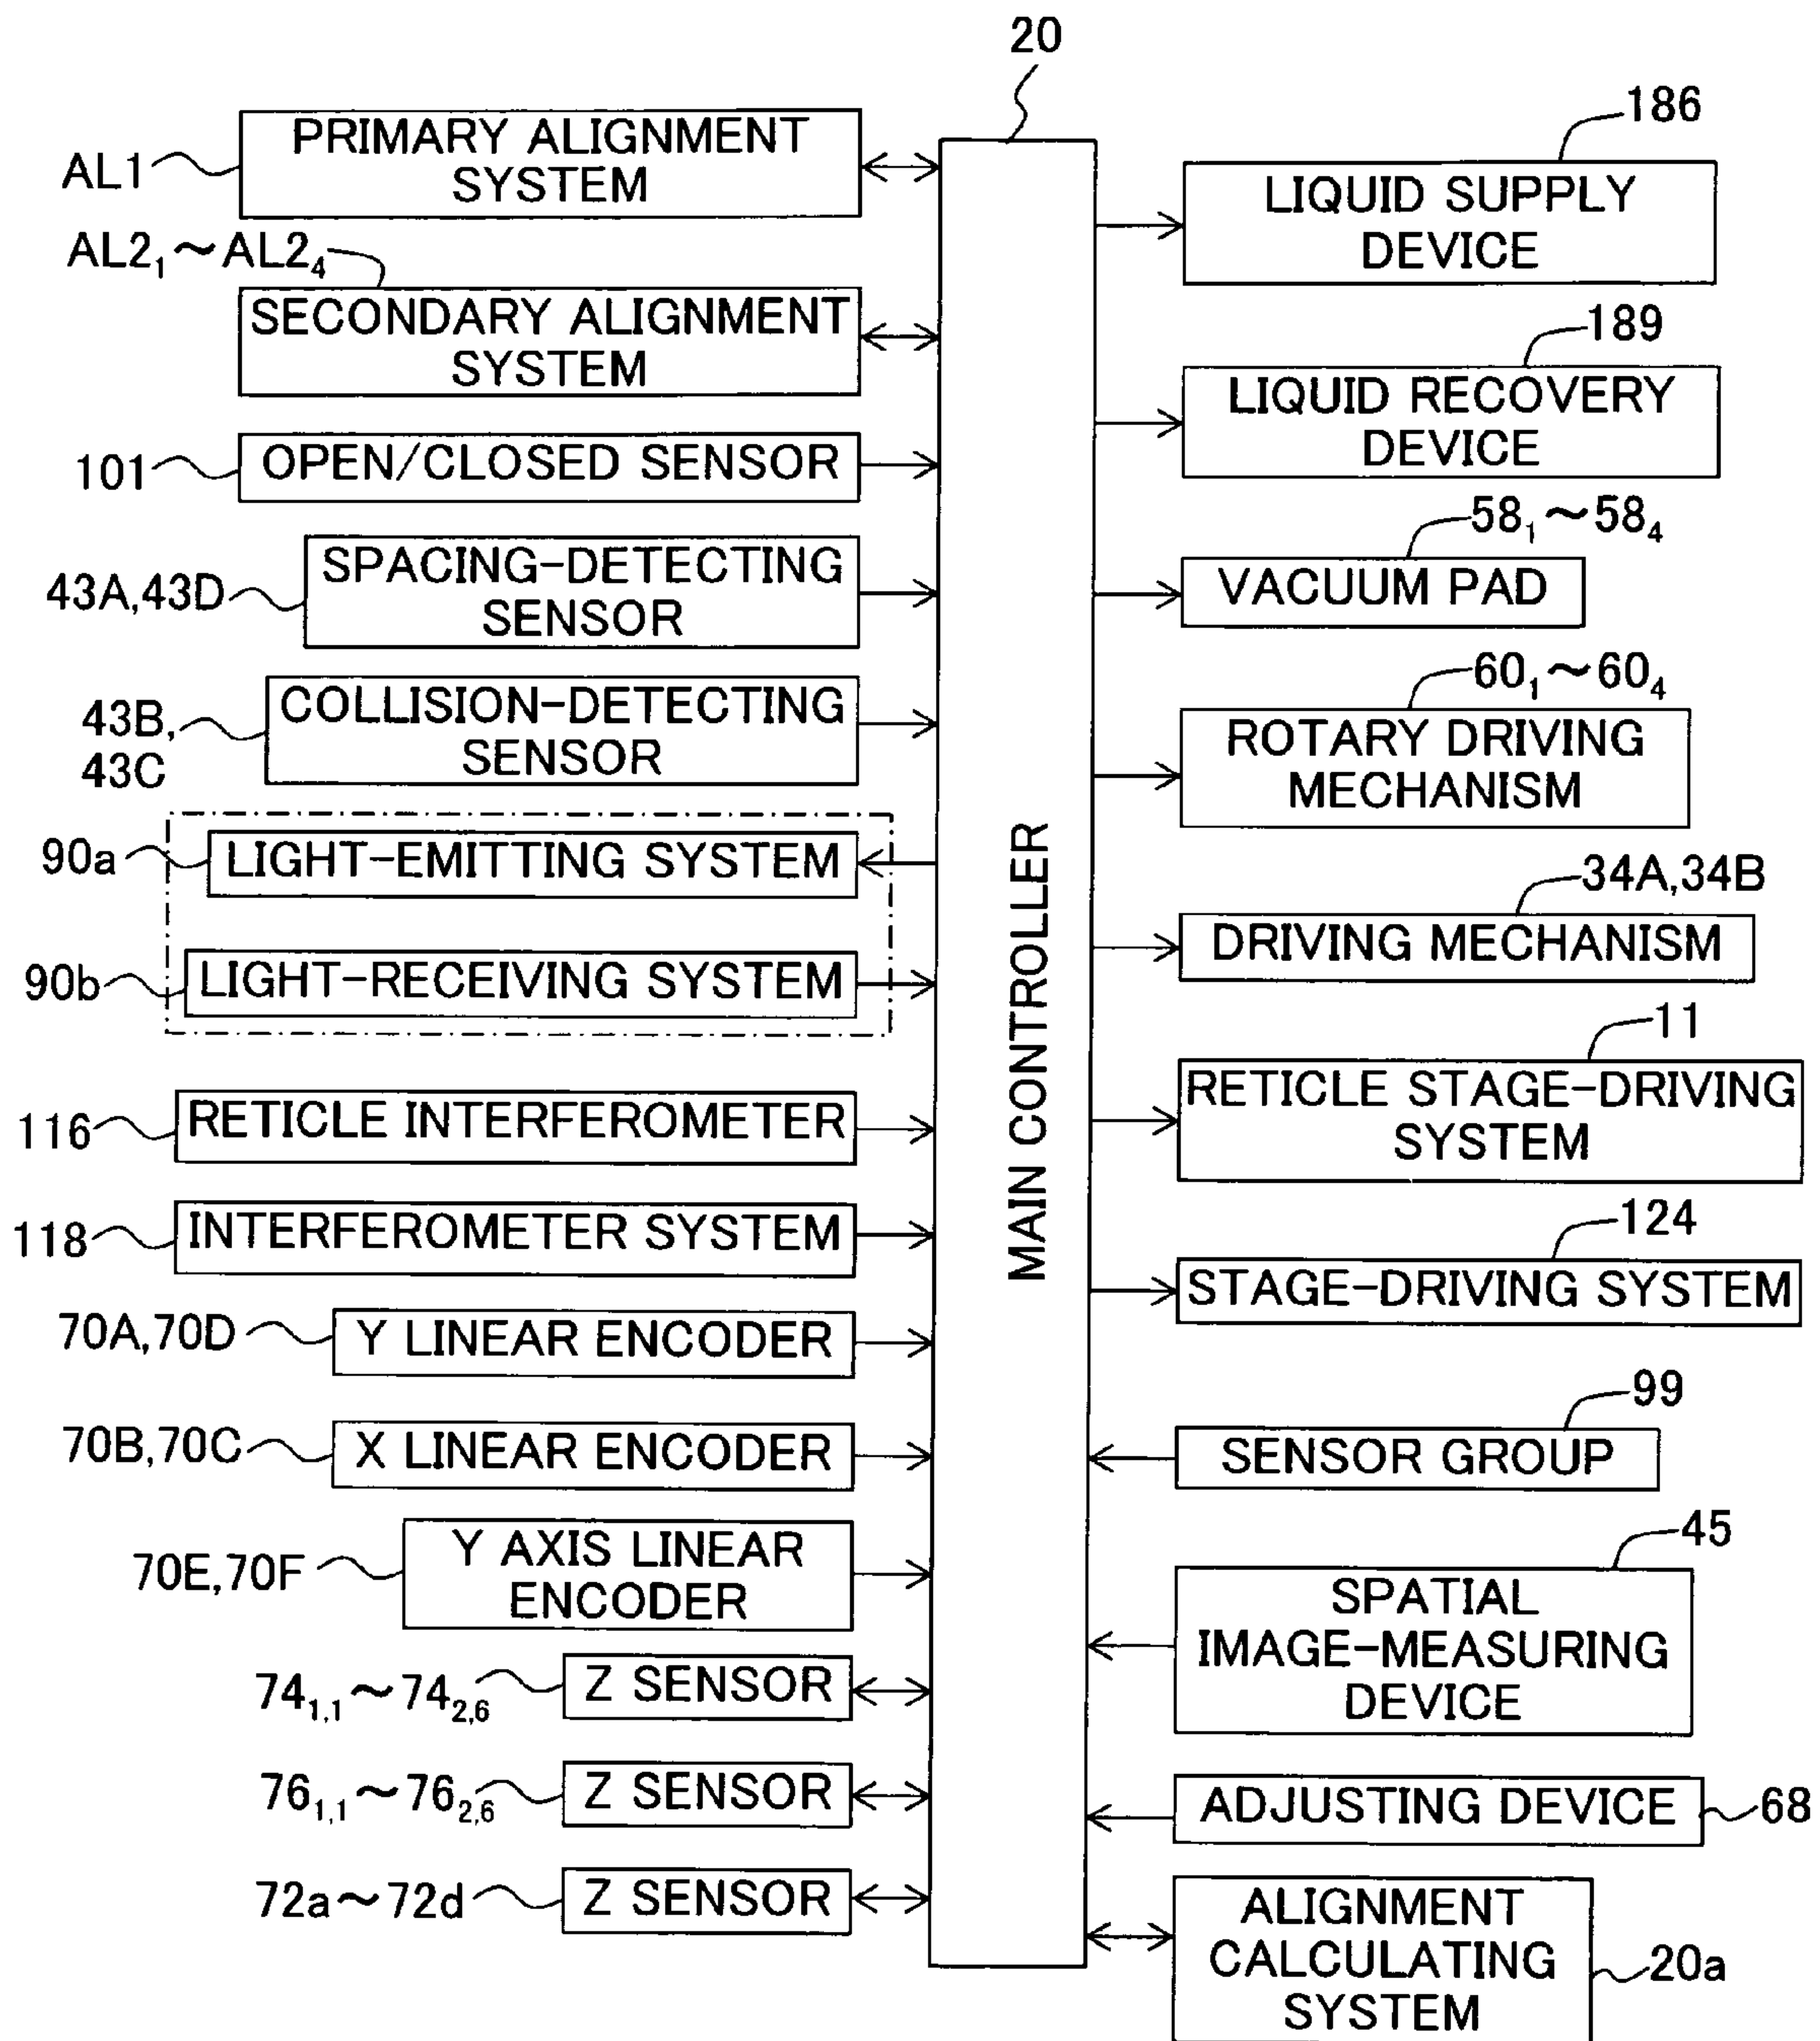 20
AL1
PRIMARY ALIGNMENT
SYSTEM
AL2₁～AL2₄
SECONDARY ALIGNMENT
SYSTEM
101
OPEN/CLOSED SENSOR
43A,43D
SPACING-DETECTING
SENSOR
43B,
43C
COLLISION-DETECTING
SENSOR
90a
LIGHT-EMITTING SYSTEM
90b
LIGHT-RECEIVING SYSTEM
116
RETICLE INTERFEROMETER
118
INTERFEROMETER SYSTEM
70A,70D
Y LINEAR ENCODER
70B,70C
X LINEAR ENCODER
70E,70F
Y AXIS LINEAR
ENCODER
74₁,₁～74₂,₆
Z SENSOR
76₁,₁～76₂,₆
Z SENSOR
72a～72d
Z SENSOR
MAIN CONTROLLER
186
LIQUID SUPPLY
DEVICE
189
LIQUID RECOVERY
DEVICE
58₁～58₄
VACUUM PAD
60₁～60₄
ROTARY DRIVING
MECHANISM
34A,34B
DRIVING MECHANISM
11
RETICLE STAGE-DRIVING
SYSTEM
124
STAGE-DRIVING SYSTEM
99
SENSOR GROUP
45
SPATIAL
IMAGE-MEASURING
DEVICE
ADJUSTING DEVICE
68
ALIGNMENT
CALCULATING
SYSTEM
20a